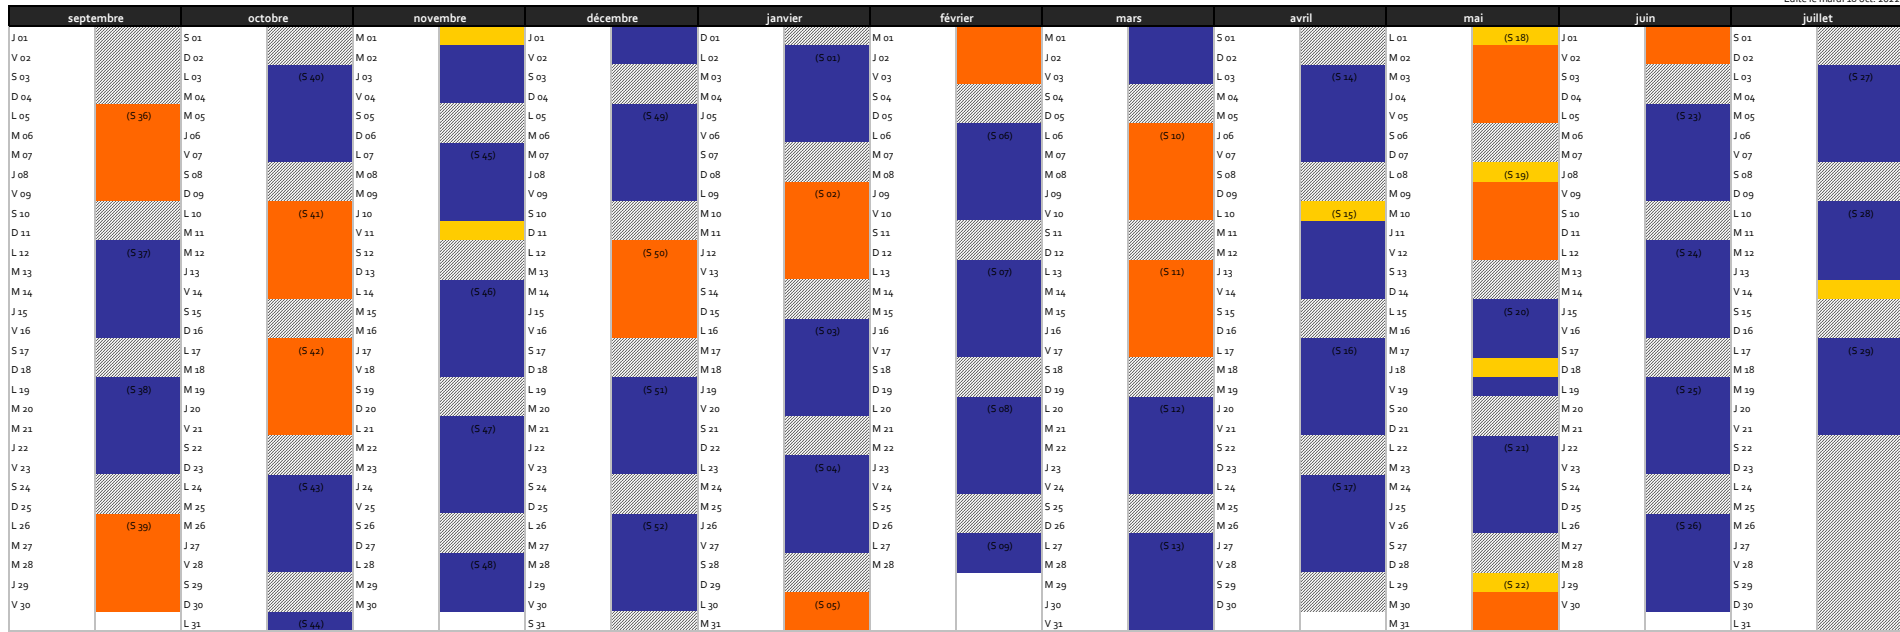 septembre octobre novembre décembre janvier février mars avril mai juin juillet
J 01 S 01 M 01 J 01 D 01 M 01 M 01 S 01 L 01 (S 18) J 01 S 01
V 02 D 02 M 02 V 02 L 02 (S 01) J 02 J 02 D 02 M 02 V 02 D 02
S 03 L 03 (S 40) J 03 S 03 M 03 V 03 V 03 L 03 (S 14) M 03 S 03 L 03 (S 27)
D 04 M 04 V 04 D 04 M 04 S 04 S 04 M 04 J 04 D 04 M 04
L 05 (S 36) M 05 S 05 L 05 (S 49) J 05 D 05 D 05 M 05 V 05 L 05 (S 23) M 05
M 06 J 06 D 06 M 06 V 06 L 06 (S 06) L 06 (S 10) J 06 S 06 M 06 J 06
M 07 V 07 L 07 (S 45) M 07 S 07 M 07 M 07 V 07 D 07 M 07 V 07
J 08 S 08 M 08 J 08 D 08 M 08 M 08 S 08 L 08 (S 19) J 08 S 08
V 09 D 09 M 09 V 09 L 09 (S 02) J 09 J 09 D 09 M 09 V 09 D 09
S 10 L 10 (S 41) J 10 S 10 M 10 V 10 V 10 L 10 (S 15) M 10 S 10 L 10 (S 28)
D 11 M 11 V 11 D 11 M 11 S 11 S 11 M 11 J 11 D 11 M 11
L 12 (S 37) M 12 S 12 L 12 (S 50) J 12 D 12 D 12 M 12 V 12 L 12 (S 24) M 12
M 13 J 13 D 13 M 13 V 13 L 13 (S 07) L 13 (S 11) J 13 S 13 M 13 J 13
M 14 V 14 L 14 (S 46) M 14 S 14 M 14 M 14 V 14 D 14 M 14 V 14
J 15 S 15 M 15 J 15 D 15 M 15 M 15 S 15 L 15 (S 20) J 15 S 15
V 16 D 16 M 16 V 16 L 16 (S 03) J 16 J 16 D 16 M 16 V 16 D 16
S 17 L 17 (S 42) J 17 S 17 M 17 V 17 V 17 L 17 (S 16) M 17 S 17 L 17 (S 29)
D 18 M 18 V 18 D 18 M 18 S 18 S 18 M 18 J 18 D 18 M 18
L 19 (S 38) M 19 S 19 L 19 (S 51) J 19 D 19 D 19 M 19 V 19 L 19 (S 25) M 19
M 20 J 20 D 20 M 20 V 20 L 20 (S 08) L 20 (S 12) J 20 S 20 M 20 J 20
M 21 V 21 L 21 (S 47) M 21 S 21 M 21 M 21 V 21 D 21 M 21 V 21
J 22 S 22 M 22 J 22 D 22 M 22 M 22 S 22 L 22 (S 21) J 22 S 22
V 23 D 23 M 23 V 23 L 23 (S 04) J 23 J 23 D 23 M 23 V 23 D 23
S 24 L 24 (S 43) J 24 S 24 M 24 V 24 V 24 L 24 (S 17) M 24 S 24 L 24
D 25 M 25 V 25 D 25 M 25 S 25 S 25 M 25 J 25 D 25 M 25
L 26 (S 39) M 26 S 26 L 26 (S 52) J 26 D 26 D 26 M 26 V 26 L 26 (S 26) M 26
M 27 J 27 D 27 M 27 V 27 L 27 (S 09) L 27 (S 13) J 27 S 27 M 27 J 27
M 28 V 28 L 28 (S 48) M 28 S 28 M 28 M 28 V 28 D 28 M 28 V 28
J 29 S 29 M 29 J 29 D 29 M 29 S 29 L 29 (S 22) J 29 S 29
V 30 D 30 M 30 V 30 L 30 (S 05) J 30 D 30 M 30 V 30 D 30
L 31 (S 44) S 31 M 31 V 31 M 31 L 31